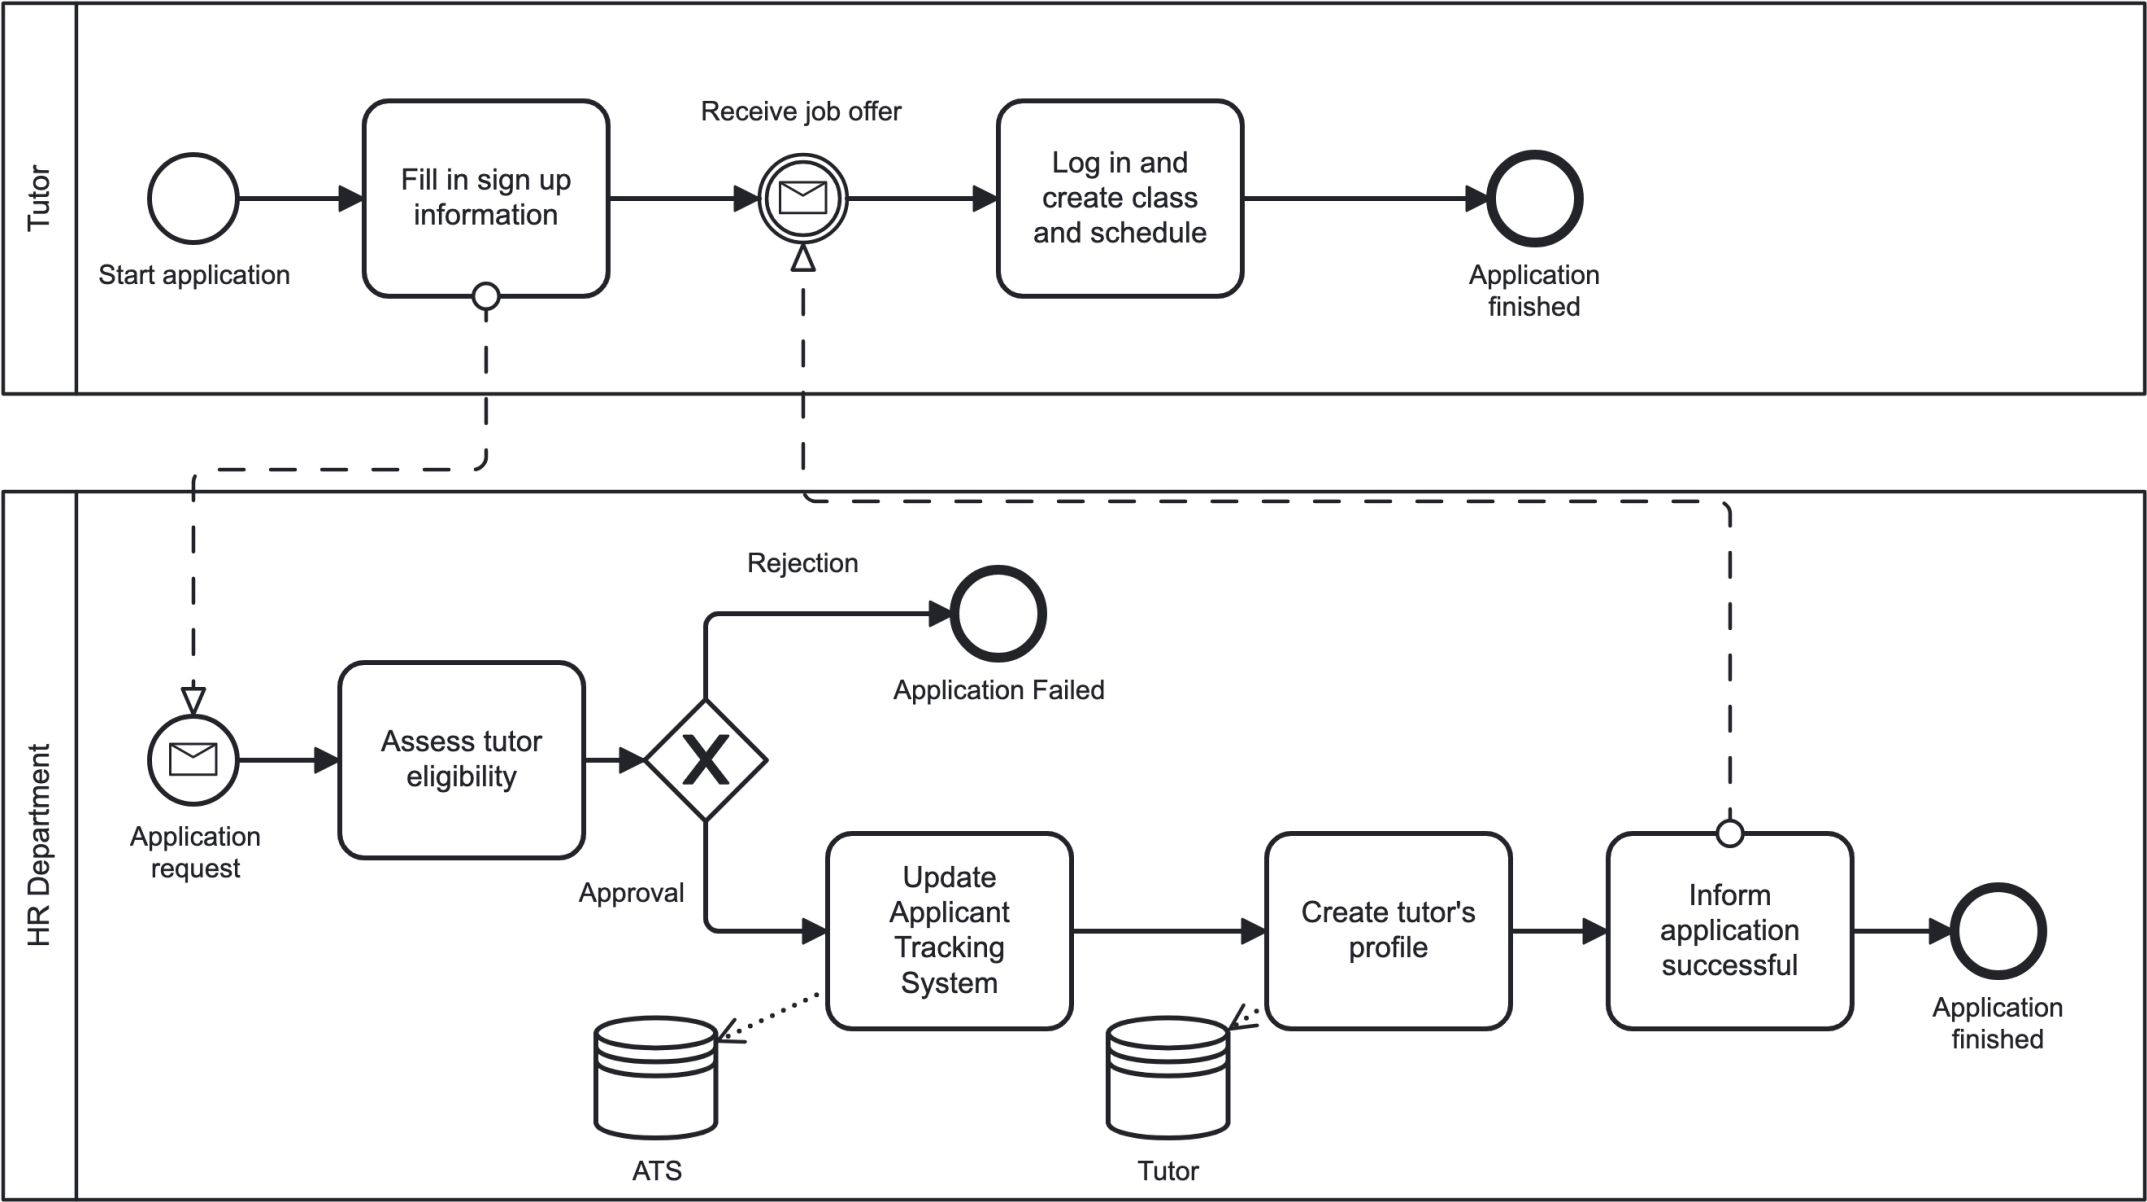 Tutor
Receive job offer
Fill in sign up
information
Log in and
create class
and schedule
Start application
Application
finished
HR Department
Rejection
Application Failed
Assess tutor
eligibility
X
Application
request
Approval
Update
Applicant
Tracking
System
Create tutor's
profile
Inform
application
successful
Application
finished
ATS
Tutor